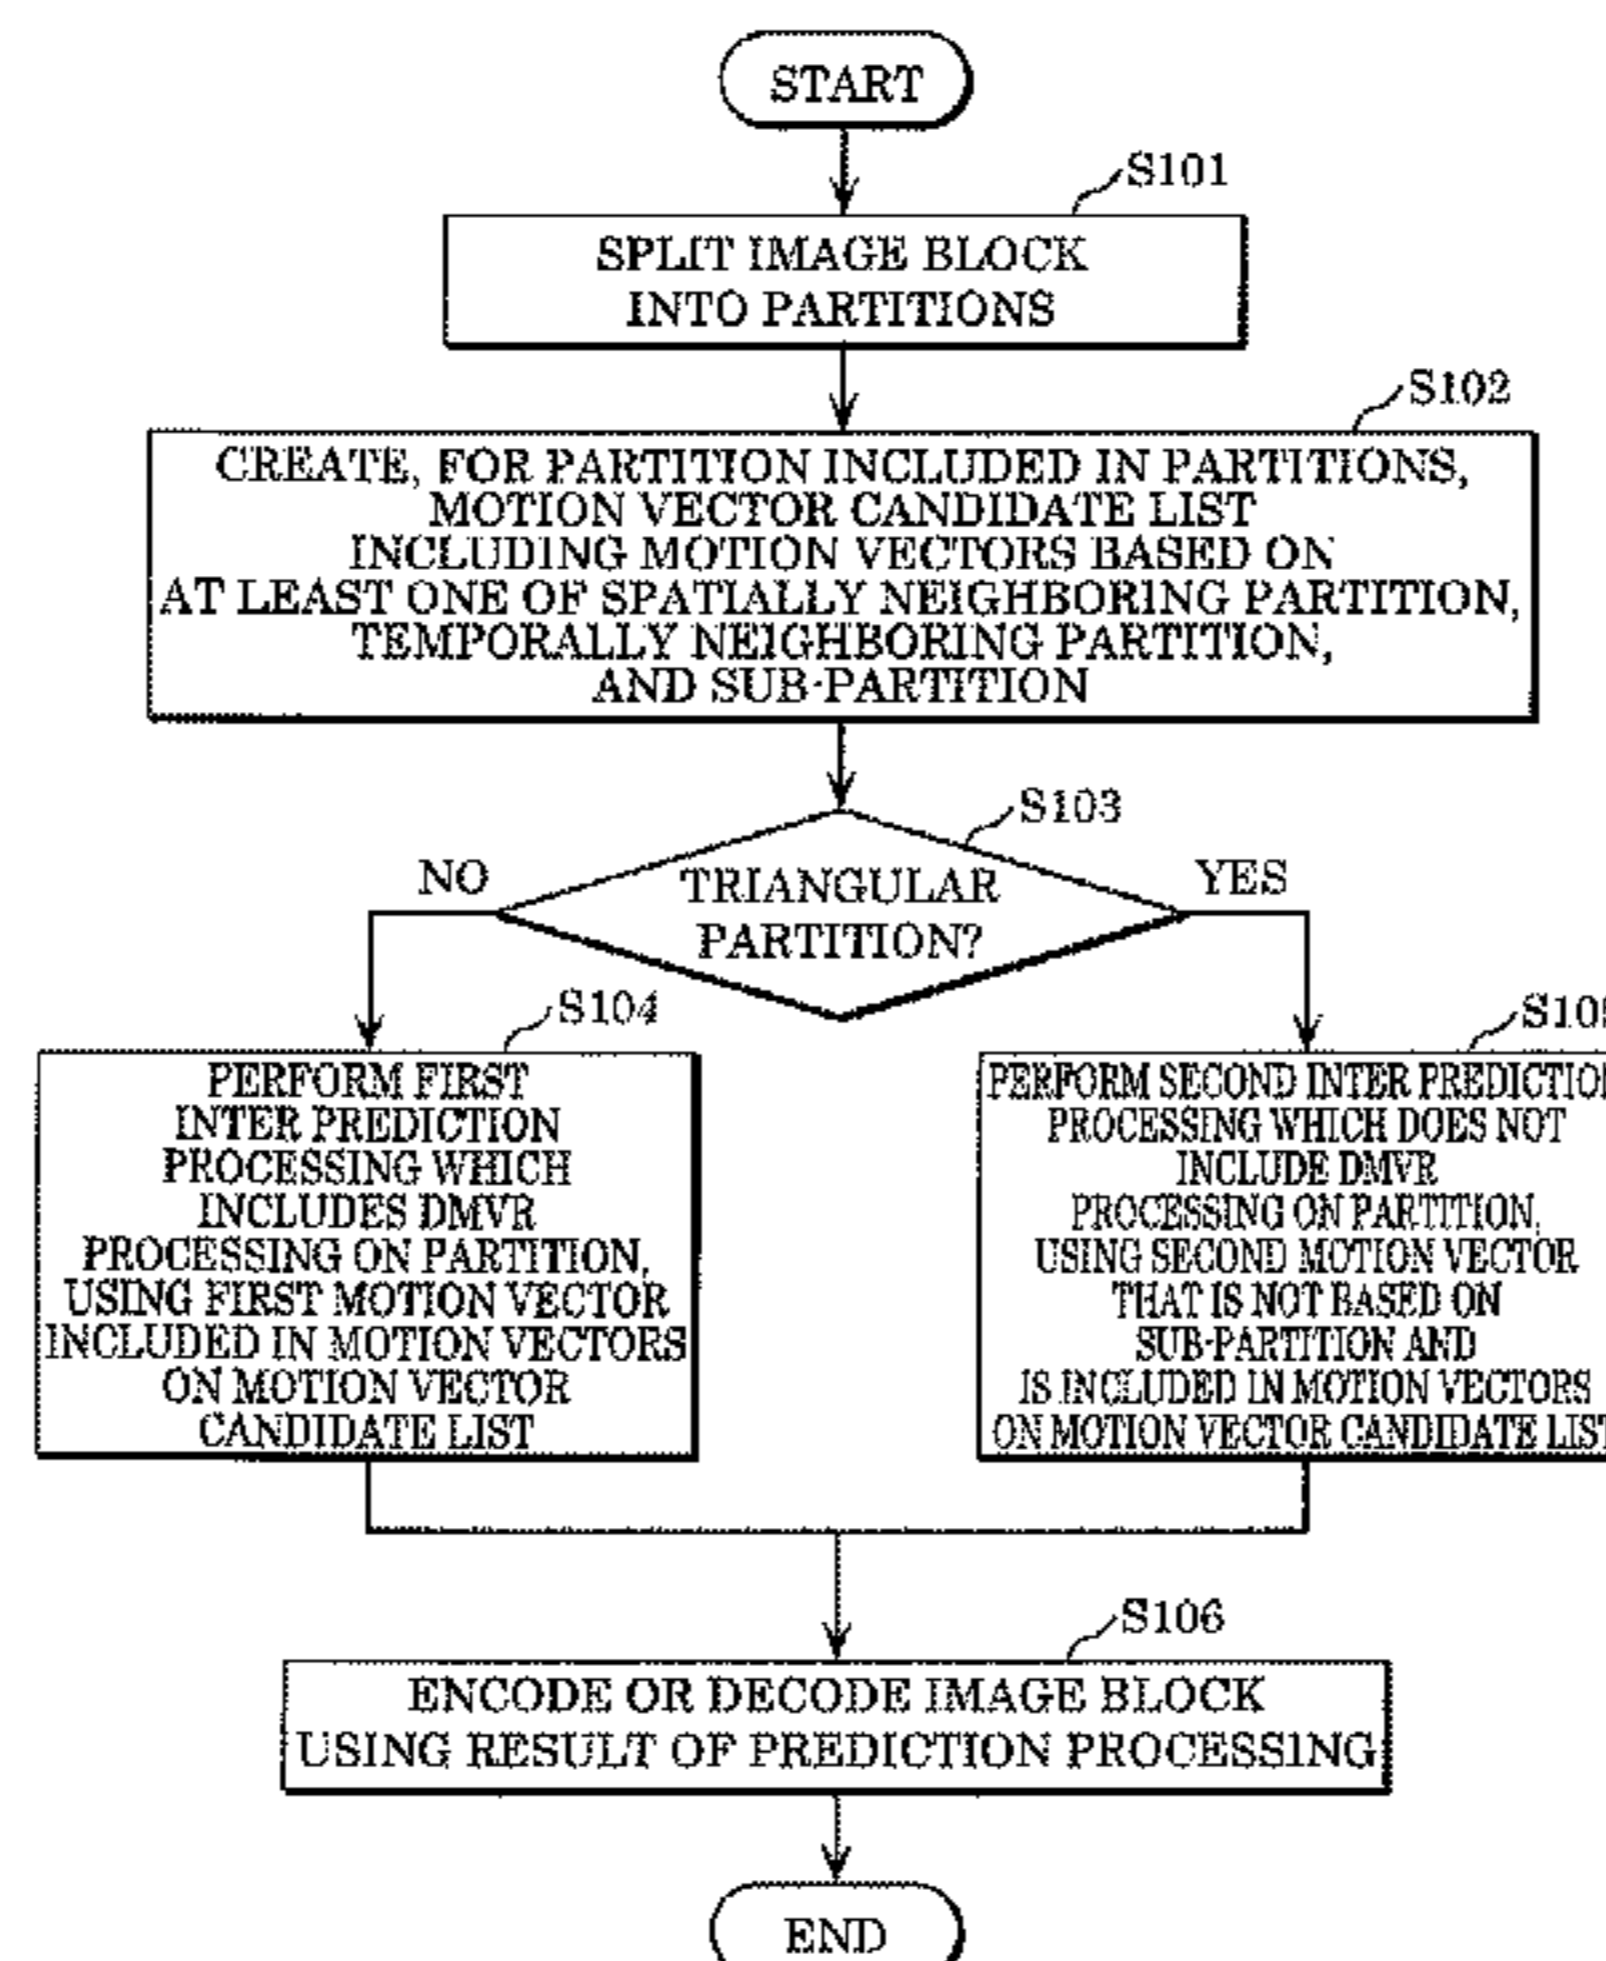 START
S101
SPLIT IMAGE BLOCK
INTO PARTITIONS
S102
CREATE, FOR PARTITION INCLUDED IN PARTITIONS,
MOTION VECTOR CANDIDATE LIST
INCLUDING MOTION VECTORS BASED ON
AT LEAST ONE OF SPATIALLY NEIGHBORING PARTITION,
TEMPORALLY NEIGHBORING PARTITION,
AND SUB-PARTITION
S103
NO
TRIANGULAR
PARTITION?
YES
S104
PERFORM FIRST
INTER PREDICTION
PROCESSING WHICH
INCLUDES DMVR
PROCESSING ON PARTITION,
USING FIRST MOTION VECTOR
INCLUDED IN MOTION VECTORS
ON MOTION VECTOR
CANDIDATE LIST
PERFORM SECOND INTER
PROCESSING WHICH DOES NOT
INCLUDE DMVR
PROCESSING ON PARTITION,
USING SECOND MOTION VECTOR
THAT IS NOT BASED ON
SUB-PARTITION AND
IS INCLUDED IN MOTION VECTORS
ON MOTION VECTOR CANDIDATE LIST
S106
ENCODE OR DECODE IMAGE BLOCK
USING RESULT OF PREDICTION PROCESSING
END